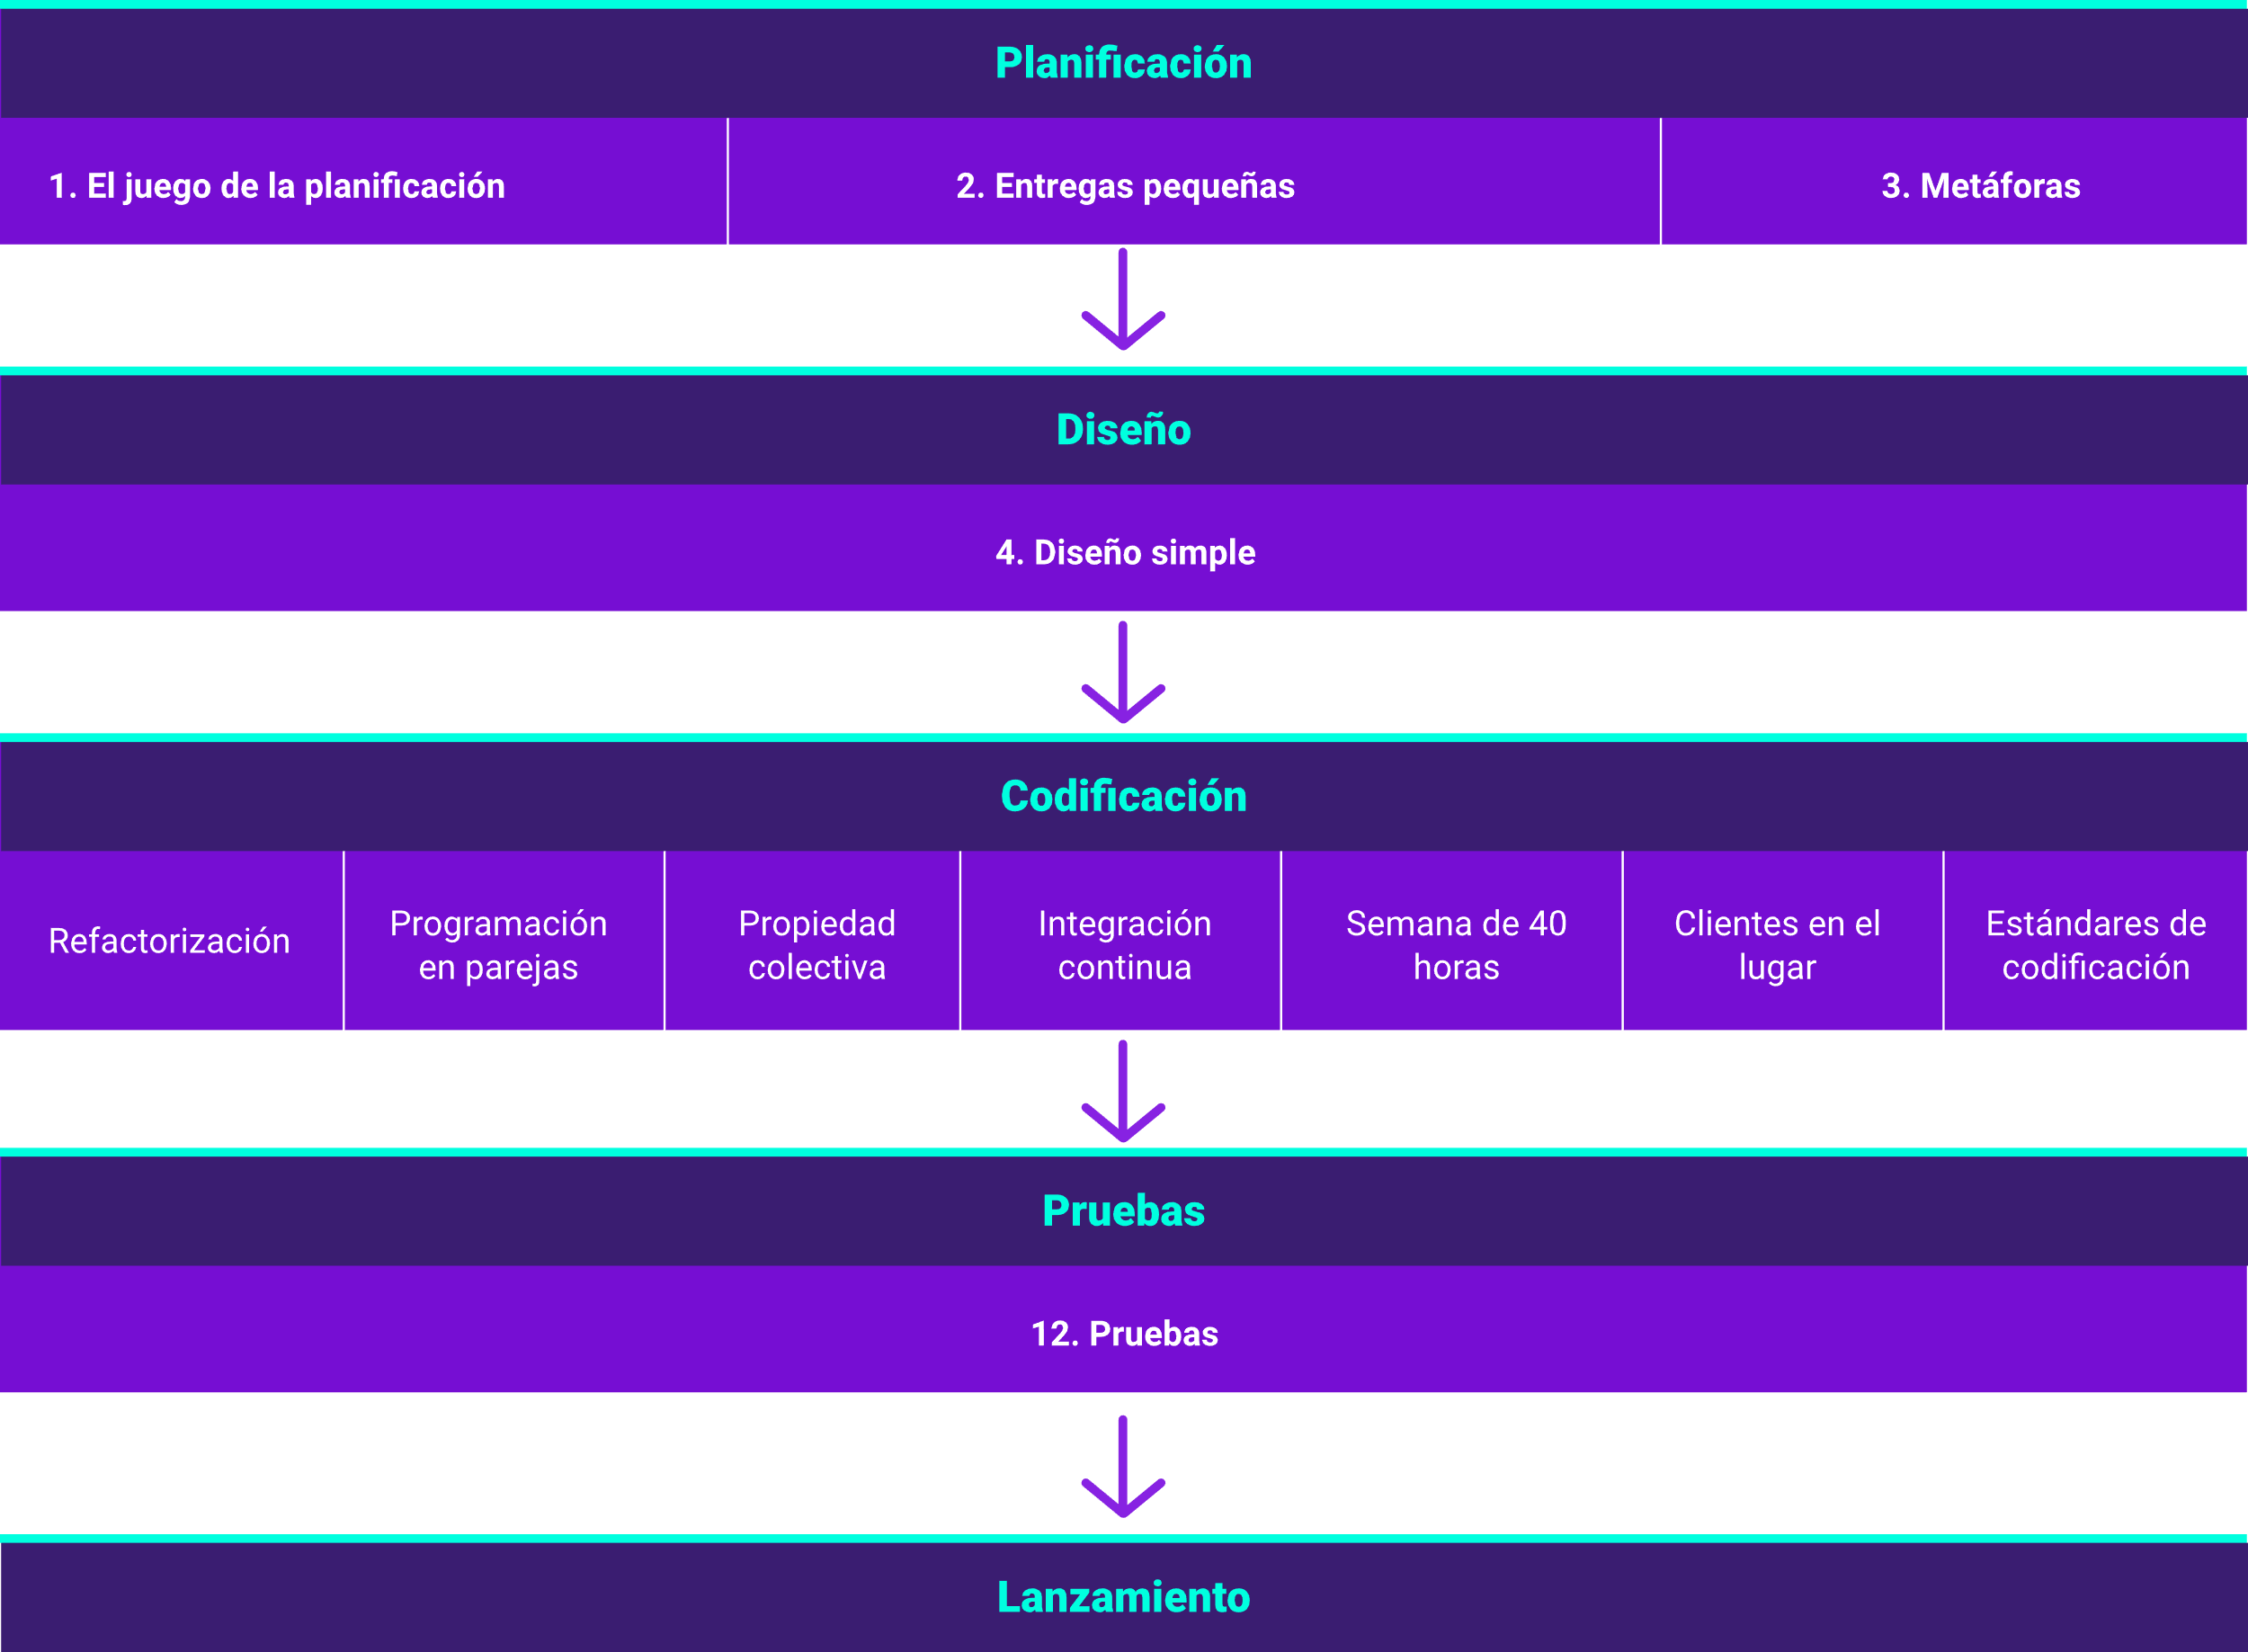 Planificación
1. El juego de la planificación
2. Entregas pequeñas
3. Metáforas
Diseño
4. Diseño simple
Codificación
Refactorización
Programación
en parejas
Propiedad
colectiva
Integración
continua
Semana de 40
horas
Clientes en el
lugar
Estándares de
codificación
Pruebas
12. Pruebas
Lanzamiento